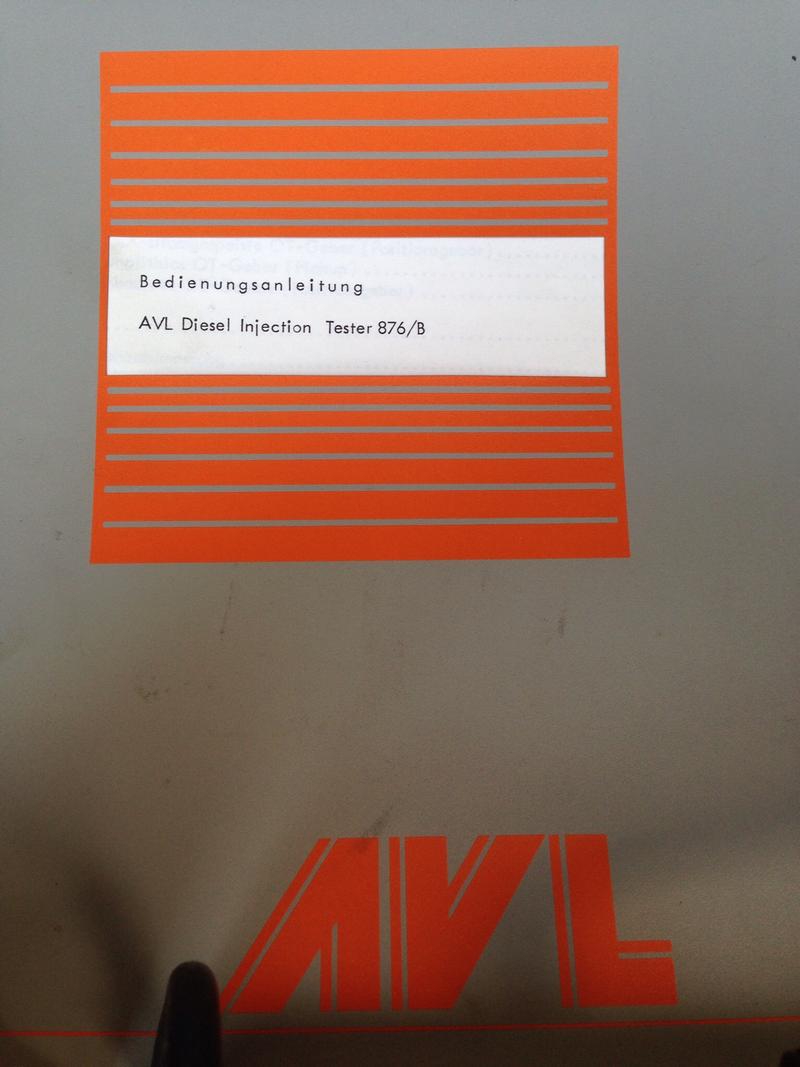 Bedienungsanleitung
AVL Diesel Injection Tester 876/B
AVL